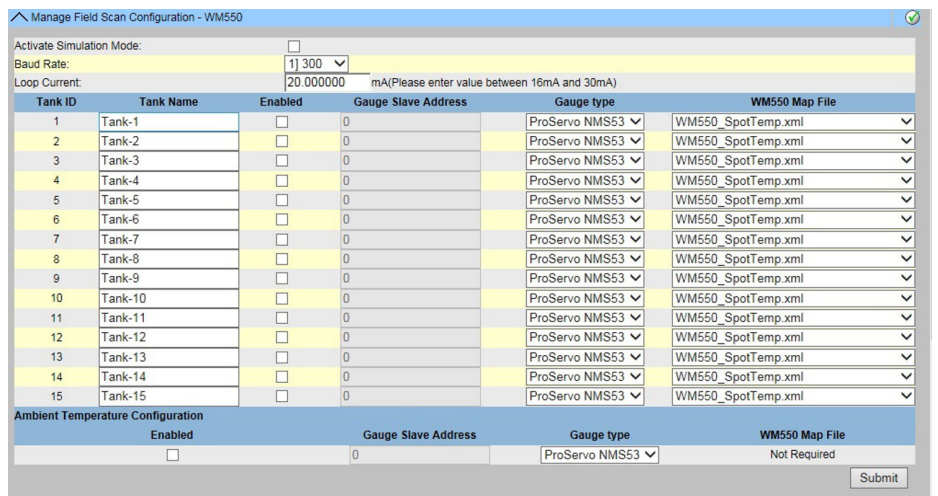 Manage Field Scan Configuration - WM550
Activate Simulation Mode:
Baud Rate: 1] 300
Loop Current: 20.000000 mA(Please enter value between 16mA and 30mA)
Tank ID Tank Name Enabled Gauge Slave Address Gauge type WM550 Map File
1 Tank-1 0 ProServo NMS53 WM550_SpotTemp.xml
2 Tank-2 0 ProServo NMS53 WM550_SpotTemp.xml
3 Tank-3 0 ProServo NMS53 WM550_SpotTemp.xml
4 Tank-4 0 ProServo NMS53 WM550_SpotTemp.xml
5 Tank-5 0 ProServo NMS53 WM550_SpotTemp.xml
6 Tank-6 0 ProServo NMS53 WM550_SpotTemp.xml
7 Tank-7 0 ProServo NMS53 WM550_SpotTemp.xml
8 Tank-8 0 ProServo NMS53 WM550_SpotTemp.xml
9 Tank-9 0 ProServo NMS53 WM550_SpotTemp.xml
10 Tank-10 0 ProServo NMS53 WM550_SpotTemp.xml
11 Tank-11 0 ProServo NMS53 WM550_SpotTemp.xml
12 Tank-12 0 ProServo NMS53 WM550_SpotTemp.xml
13 Tank-13 0 ProServo NMS53 WM550_SpotTemp.xml
14 Tank-14 0 ProServo NMS53 WM550_SpotTemp.xml
15 Tank-15 0 ProServo NMS53 WM550_SpotTemp.xml
Ambient Temperature Configuration
Enabled Gauge Slave Address Gauge type WM550 Map File
0 ProServo NMS53 Not Required
Submit